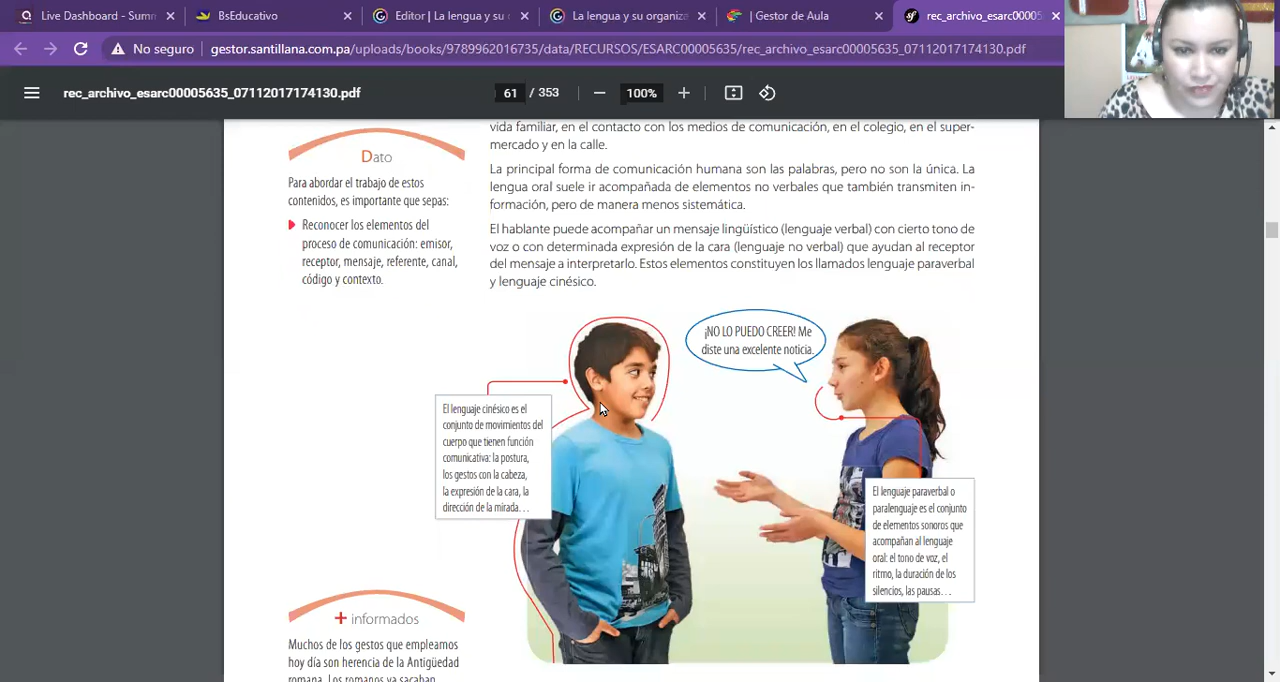 Live Dashboard - Summ
BsEducativo
Editor | La lengua y su o
La lengua y su organiza
| Gestor de Aula
rec_archivo_esarc00005
No seguro
gestor.santillana.com.pa/uploads/books/9789962016735/data/RECURSOS/ESARC00005635/rec_archivo_esarc00005635_07112017174130.pdf
rec_archivo_esarc00005635_07112017174130.pdf
61 / 353
100%
vida familiar, en el contacto con los medios de comunicación, en el colegio, en el super-
mercado y en la calle.
La principal forma de comunicación humana son las palabras, pero no son la única. La
lengua oral suele ir acompañada de elementos no verbales que también transmiten in-
formación, pero de manera menos sistemática.
El hablante puede acompañar un mensaje lingüístico (lenguaje verbal) con cierto tono de
voz o con determinada expresión de la cara (lenguaje no verbal) que ayudan al receptor
del mensaje a interpretarlo. Estos elementos constituyen los llamados lenguaje paraverbal
y lenguaje cinésico.
Dato
Para abordar el trabajo de estos
contenidos, es importante que sepas:
Reconocer los elementos del
proceso de comunicación: emisor,
receptor, mensaje, referente, canal,
código y contexto.
¡NO LO PUEDO CREER! Me
diste una excelente noticia.
El lenguaje cinésico es el
conjunto de movimientos del
cuerpo que tienen función
comunicativa: la postura,
los gestos con la cabeza,
la expresión de la cara, la
dirección de la mirada…
El lenguaje paraverbal o
paralenguaje es el conjunto
de elementos sonoros que
acompañan al lenguaje
oral: el tono de voz, el
ritmo, la duración de los
silencios, las pausas…
+ informados
Muchos de los gestos que empleamos
hoy día son herencia de la Antigüedad
romana. Los romanos ya sacaban